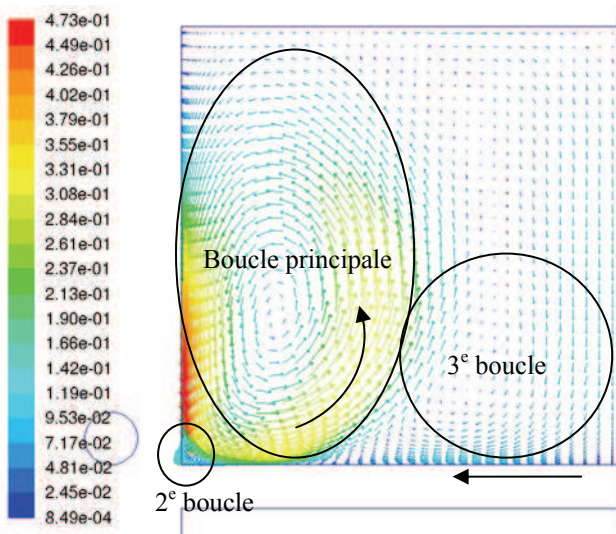 4.73e-01
4.49e-01
4.26e-01
4.02e-01
3.79e-01
3.55e-01
3.31e-01
3.08e-01
2.84e-01
2.61e-01
2.37e-01
2.13e-01
1.90e-01
1.66e-01
1.42e-01
1.19e-01
9.53e-02
7.17e-02
4.81e-02
2.45e-02
8.49e-04
Boucle principale
3e boucle
2e boucle